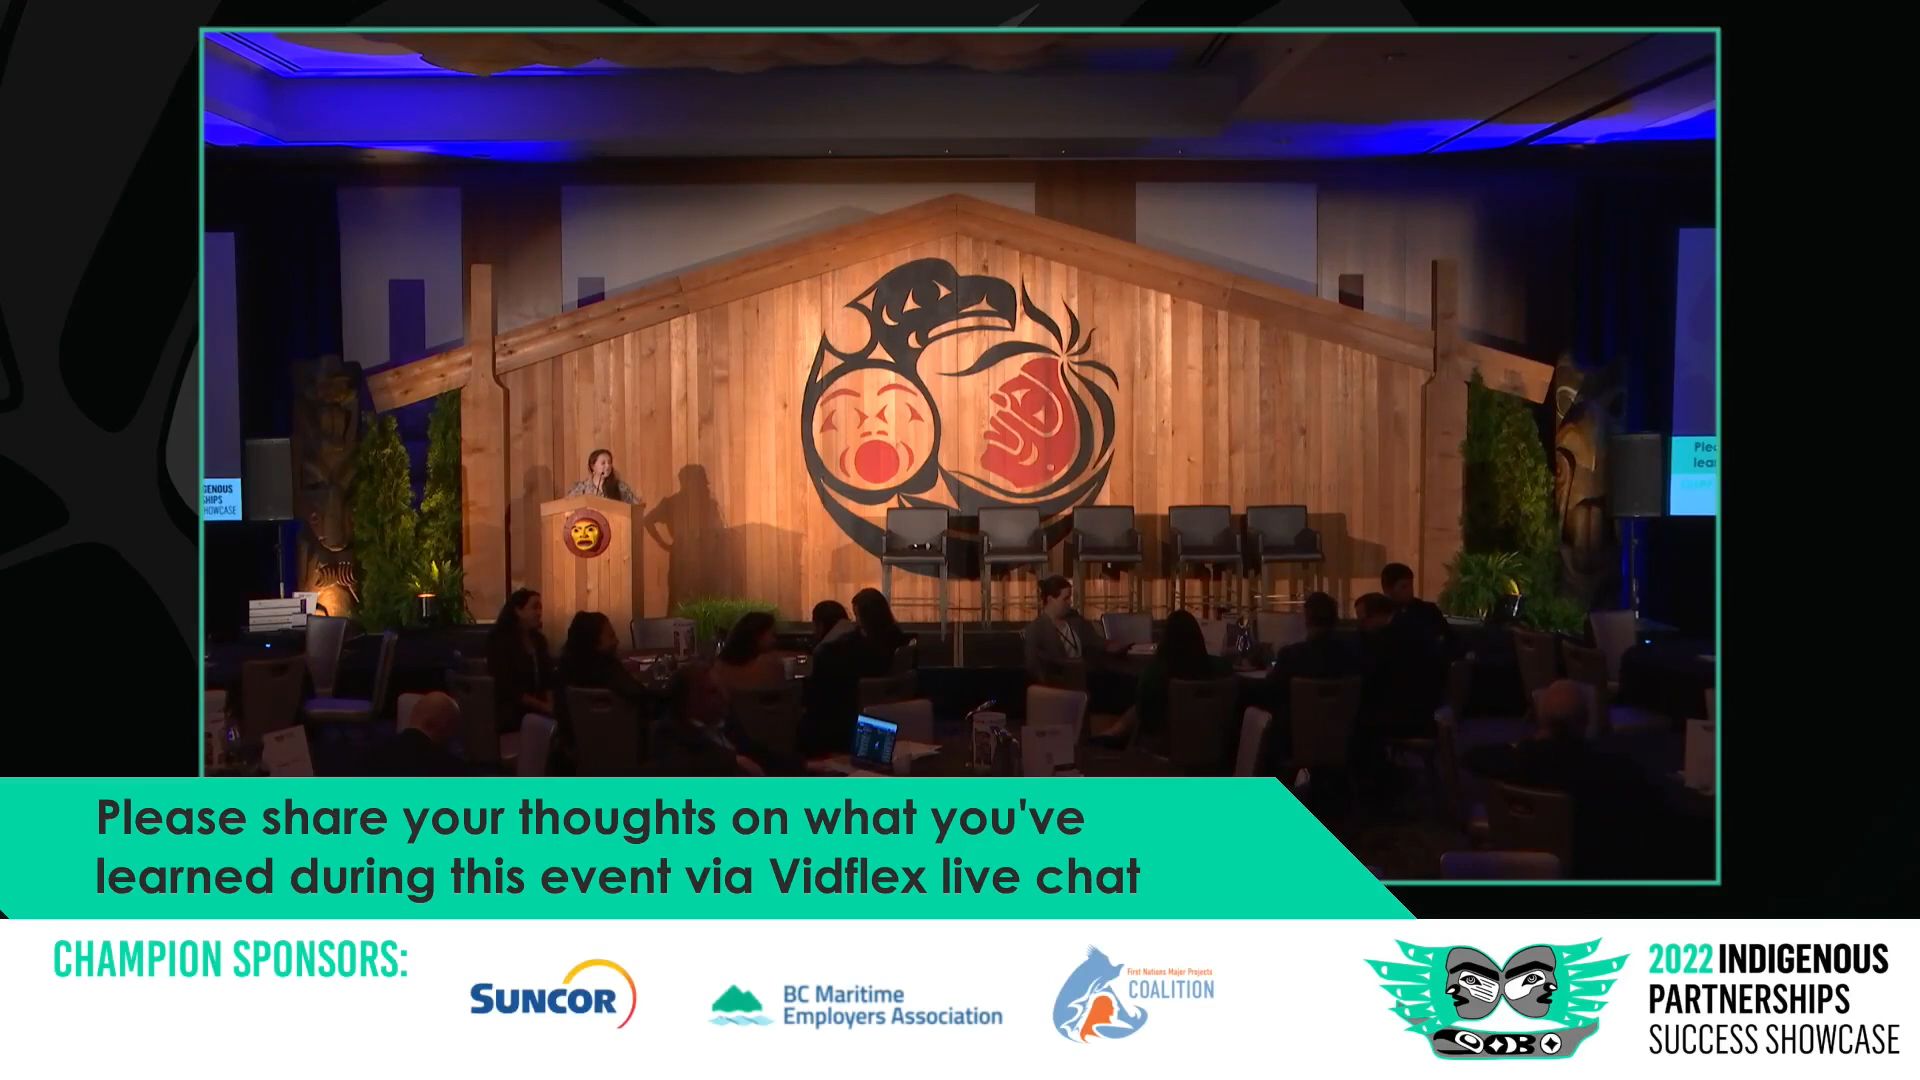 Please share your thoughts on what you've
learned during this event via Vidflex live chat
CHAMPION SPONSORS:
SUNCOR
BC Maritime
Employers Association
First Nations Major Projects
COALITION
2022 INDIGENOUS
PARTNERSHIPS
SUCCESS SHOWCASE